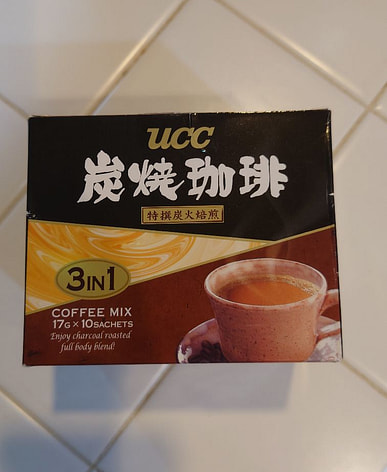 UCC
炭焼珈琲
特撰炭火焙煎
3IN1
COFFEE MIX
17G × 10SACHETS
Enjoy charcoal roasted
full body blend!